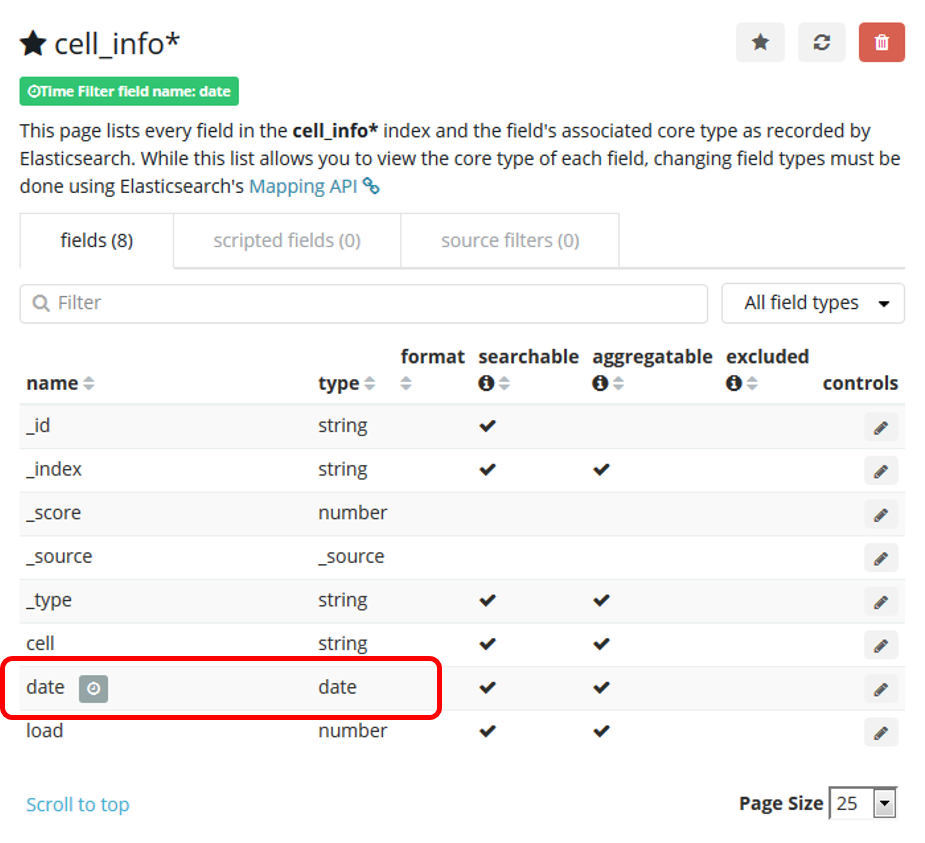 cell_info*
Time Filter field name: date
This page lists every field in the cell_info* index and the field's associated core type as recorded by
Elasticsearch. While this list allows you to view the core type of each field, changing field types must be
done using Elasticsearch's Mapping API
fields (8) scripted fields (0) source filters (0)
Filter All field types
name type format searchable aggregatable excluded controls
_id string
_index string
_score number
_source _source
_type string
cell string
date date
load number
Scroll to top Page Size 25